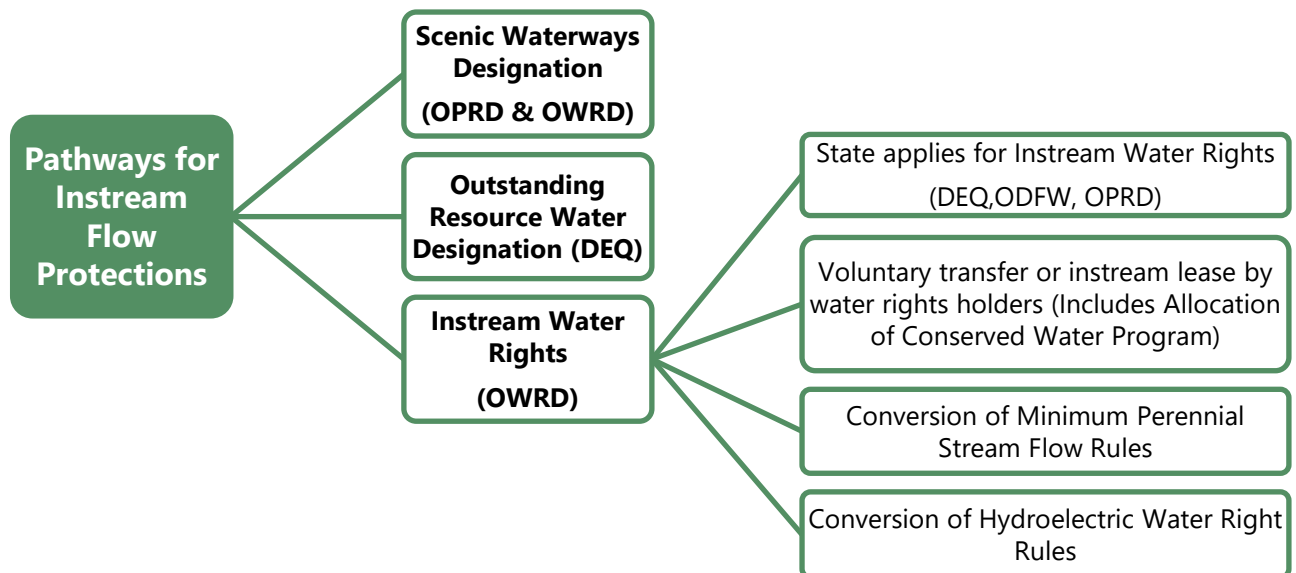 Pathways for
Instream
Flow
Protections
Scenic Waterways
Designation
(OPRD & OWRD)
Outstanding
Resource Water
Designation (DEQ)
Instream Water
Rights
(OWRD)
State applies for Instream Water Rights
(DEQ,ODFW, OPRD)
Voluntary transfer or instream lease by
water rights holders (Includes Allocation
of Conserved Water Program)
Conversion of Minimum Perennial
Stream Flow Rules
Conversion of Hydroelectric Water Right
Rules